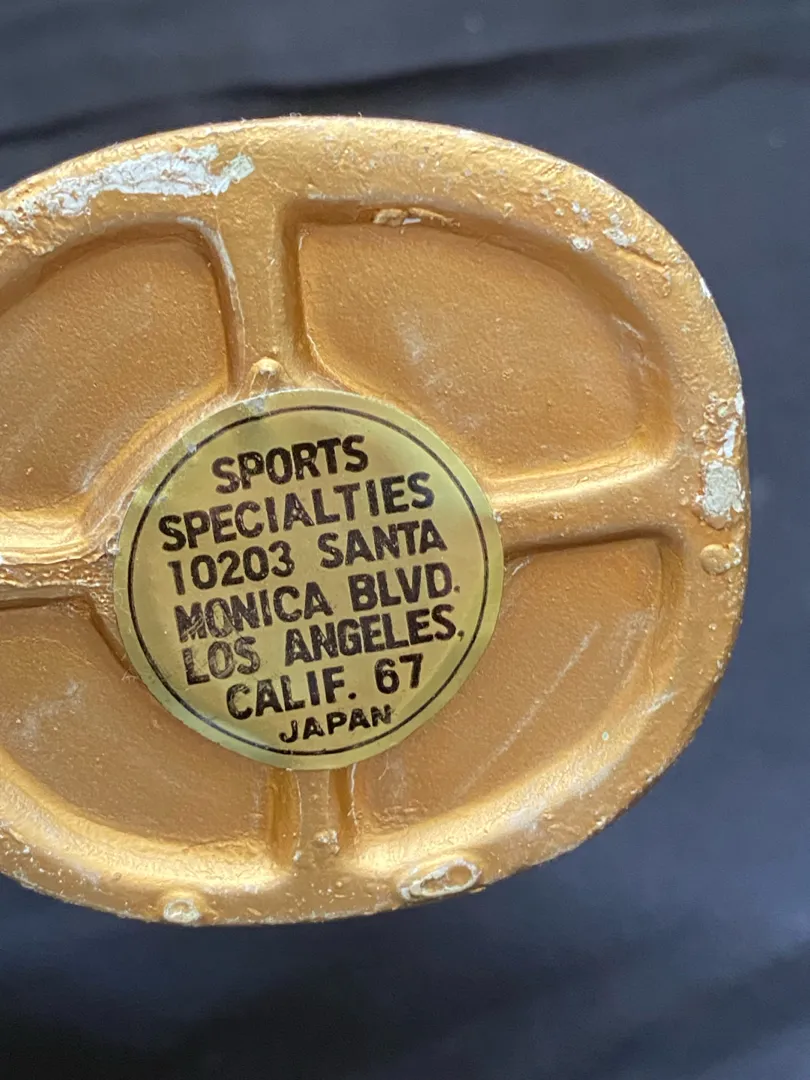 SPORTS
SPECIALTIES
10203 SANTA
MONICA BLVD.
LOS ANGELES,
CALIF. 67
JAPAN